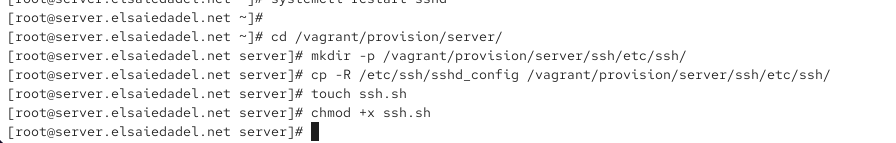 [root@server.elsaiedadel.net ~]# systemctl restart sshd
[root@server.elsaiedadel.net ~]#
[root@server.elsaiedadel.net ~]# cd /vagrant/provision/server/
[root@server.elsaiedadel.net server]# mkdir -p /vagrant/provision/server/ssh/etc/ssh/
[root@server.elsaiedadel.net server]# cp -R /etc/ssh/sshd_config /vagrant/provision/server/ssh/etc/ssh/
[root@server.elsaiedadel.net server]# touch ssh.sh
[root@server.elsaiedadel.net server]# chmod +x ssh.sh
[root@server.elsaiedadel.net server]#